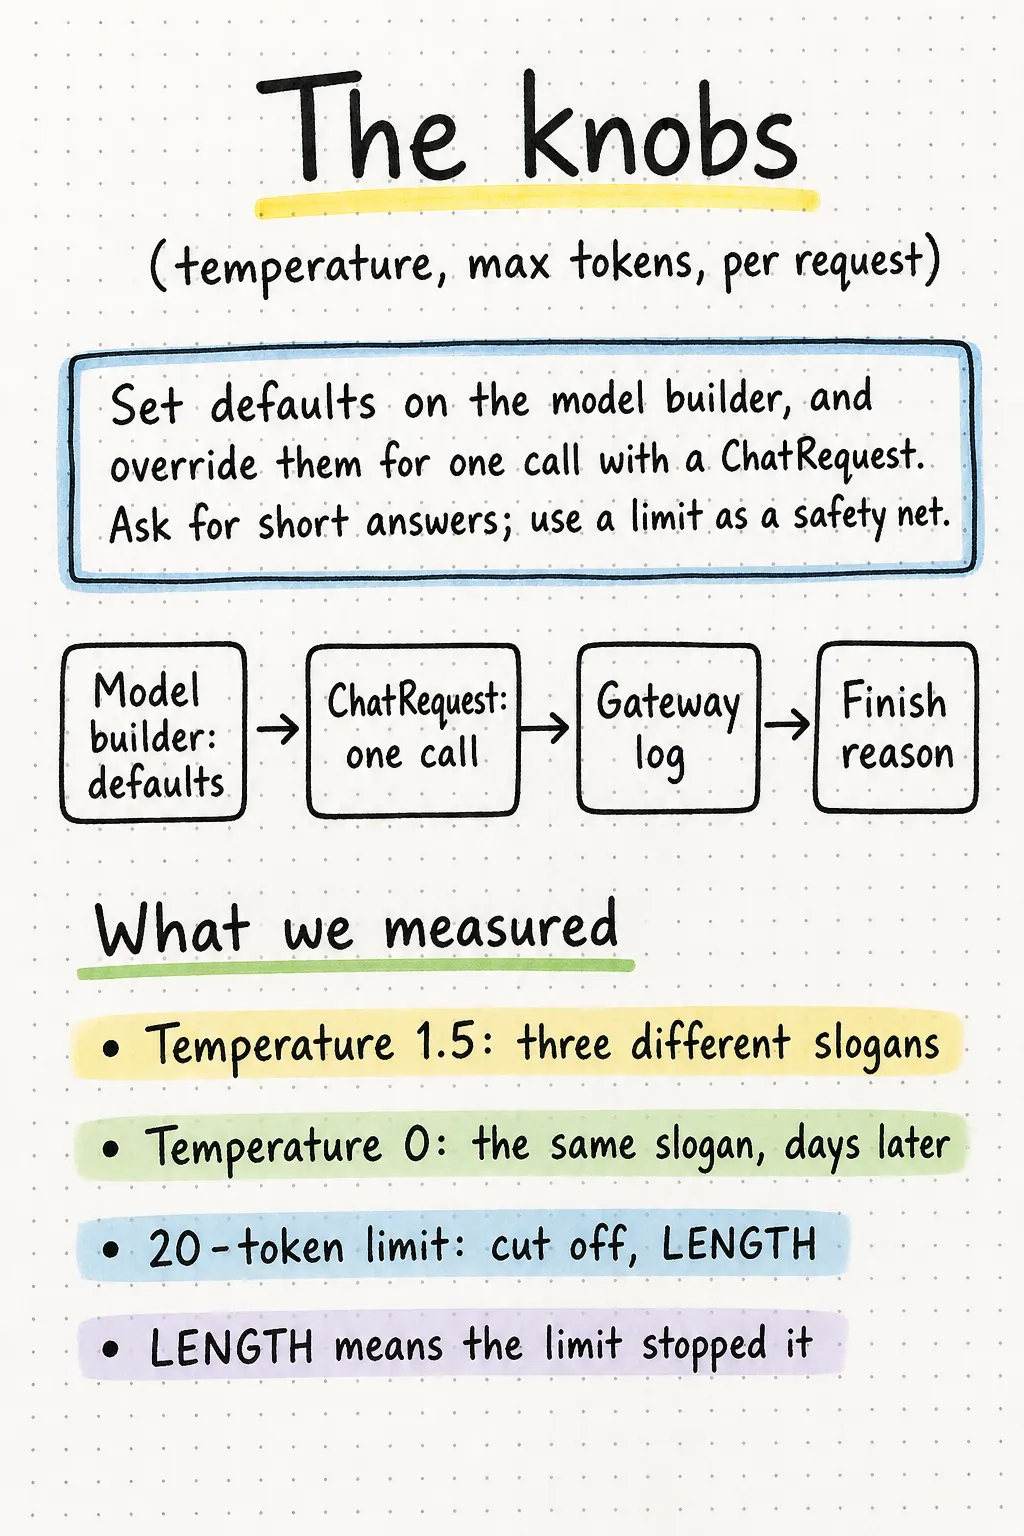 The knobs
(temperature, max tokens, per request)
Set defaults on the model builder, and
override them for one call with a ChatRequest.
Ask for short answers; use a limit as a safety net.
Model
builder:
defaults
ChatRequest:
one call
Gateway
log
Finish
reason
What we measured
• Temperature 1.5: three different slogans
• Temperature 0: the same slogan, days later
• 20-token limit: cut off, LENGTH
• LENGTH means the limit stopped it